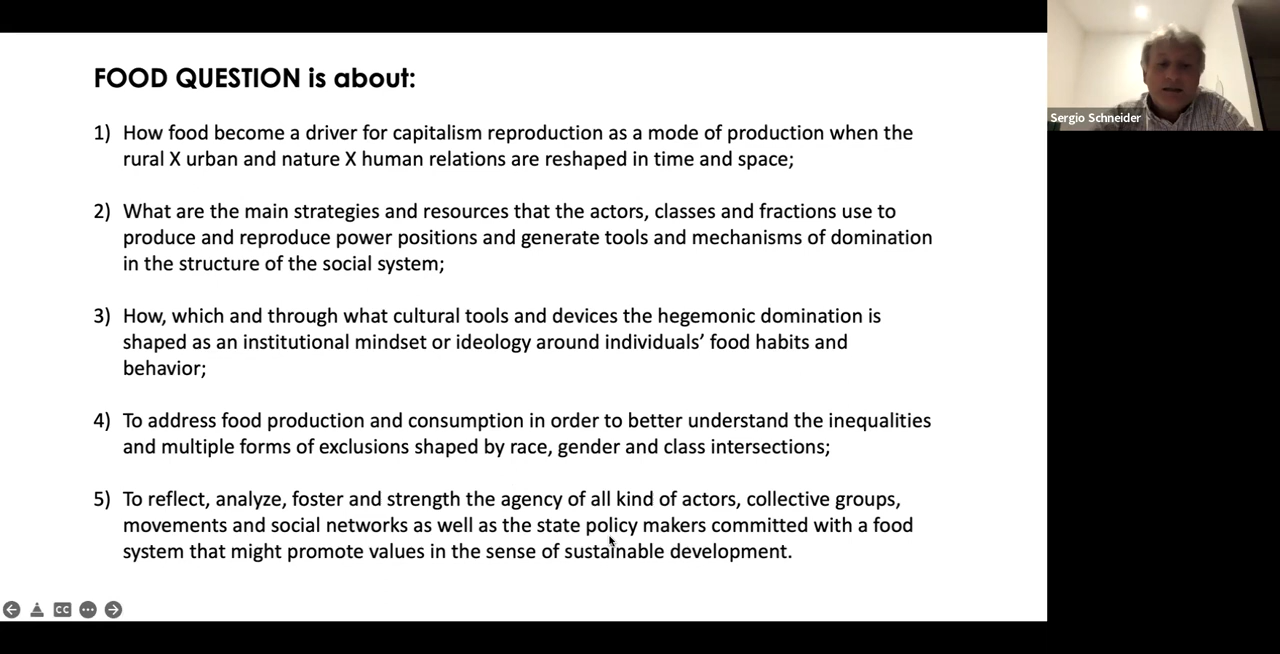 FOOD QUESTION is about:
1) How food become a driver for capitalism reproduction as a mode of production when the
rural X urban and nature X human relations are reshaped in time and space;
2) What are the main strategies and resources that the actors, classes and fractions use to
produce and reproduce power positions and generate tools and mechanisms of domination
in the structure of the social system;
3) How, which and through what cultural tools and devices the hegemonic domination is
shaped as an institutional mindset or ideology around individuals’ food habits and
behavior;
4) To address food production and consumption in order to better understand the inequalities
and multiple forms of exclusions shaped by race, gender and class intersections;
5) To reflect, analyze, foster and strength the agency of all kind of actors, collective groups,
movements and social networks as well as the state policy makers committed with a food
system that might promote values in the sense of sustainable development.
CC
Sergio Schneider